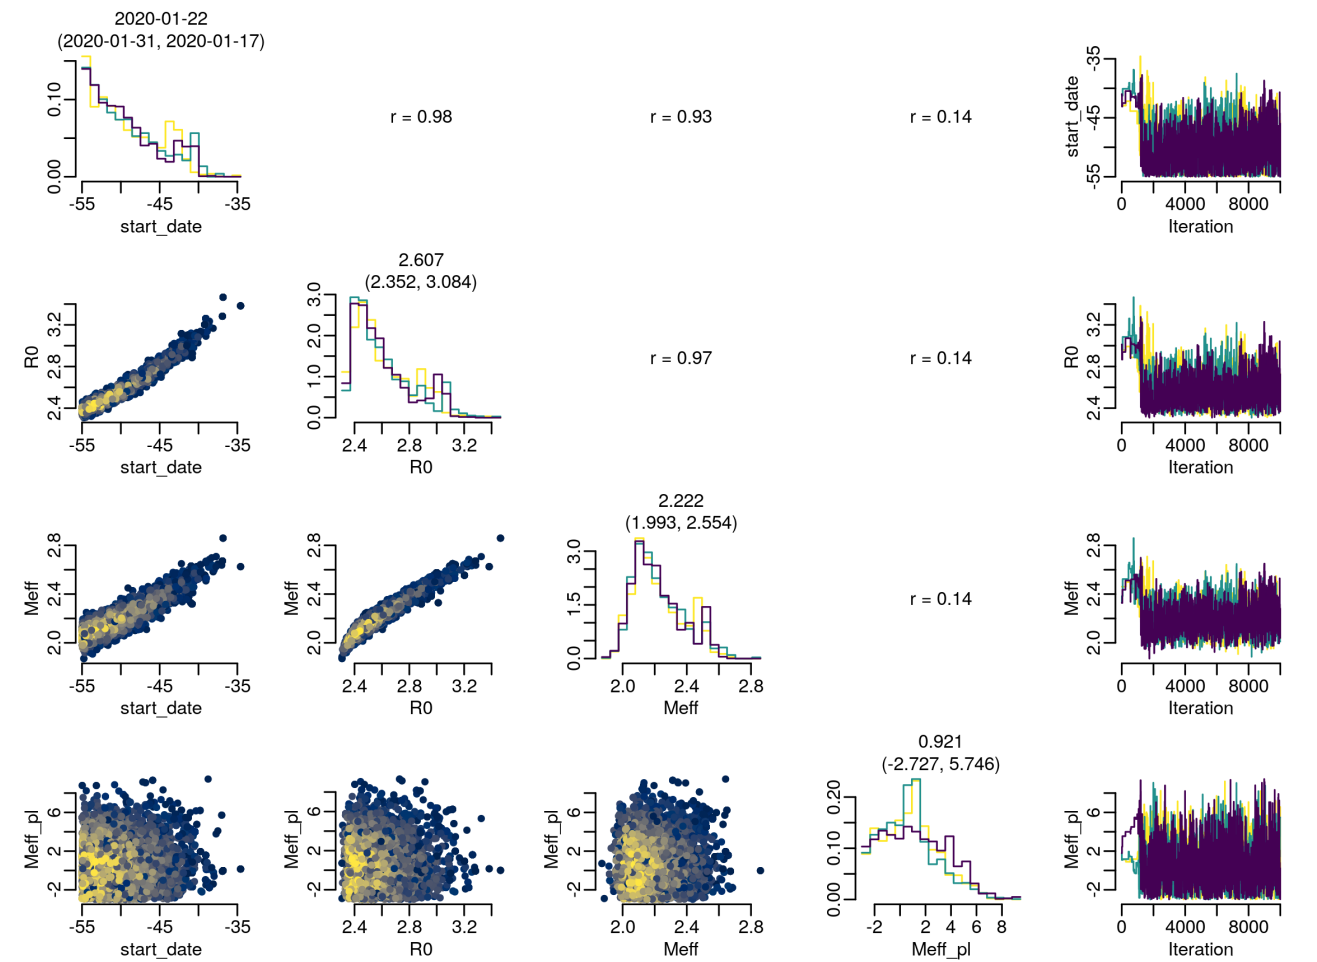 2020-01-22
(2020-01-31, 2020-01-17)
0.00 0.10
-55 -45 -35
start_date
r = 0.98
r = 0.93
r = 0.14
start_date
-55 -45 -35
0 4000 8000
Iteration
R0
2.4 2.8 3.2
-55 -45 -35
start_date
2.607
(2.352, 3.084)
0.0 1.0 2.0 3.0
2.4 2.8 3.2
R0
r = 0.97
r = 0.14
R0
2.4 2.8 3.2
0 4000 8000
Iteration
Meff
2.0 2.4 2.8
-55 -45 -35
start_date
Meff
2.0 2.4 2.8
2.4 2.8 3.2
R0
2.222
(1.993, 2.554)
0.0 1.5 3.0
2.0 2.4 2.8
Meff
r = 0.14
Meff
2.0 2.4 2.8
0 4000 8000
Iteration
Meff_pl
-2 2 6
-55 -45 -35
start_date
Meff_pl
-2 2 6
2.4 2.8 3.2
R0
Meff_pl
-2 2 6
2.0 2.4 2.8
Meff
0.921
(-2.727, 5.746)
0.00 0.10 0.20
-2 2 4 6 8
Meff_pl
Meff_pl
-2 2 6
0 4000 8000
Iteration